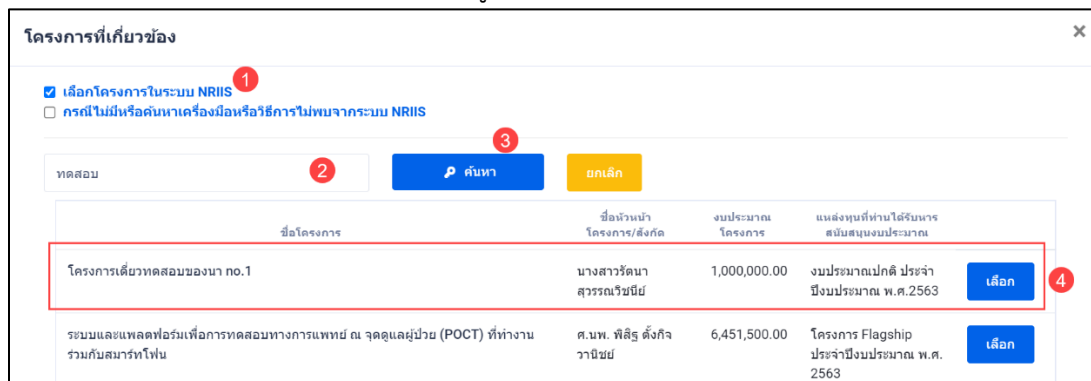 โครงการที่เกี่ยวข้อง
×
1
เลือกโครงการในระบบ NRIIS
กรณีไม่มีหรือค้นหาเครื่องมือหรือวิธีการไม่พบจากระบบ NRIIS
3
ทดสอบ
2
ค้นหา
ยกเลิก
ชื่อโครงการ
ชื่อหัวหน้า
โครงการ/สังกัด
งบประมาณ
โครงการ
แหล่งทุนที่ท่านได้รับการ
สนับสนุนงบประมาณ
โครงการเดี่ยวทดสอบของนา no.1
นางสาวรัตนา
สุวรรณวิชนีย์
1,000,000.00
งบประมาณปกติ ประจำ
ปีงบประมาณ พ.ศ.2563
เลือก
4
ระบบและแพลตฟอร์มเพื่อการทดสอบทางการแพทย์ ณ จุดดูแลผู้ป่วย (POCT) ที่ทำงาน
ร่วมกับสมาร์ทโฟน
ศ.นพ. พิสิฐ ตั้งกิจ
วานิชย์
6,451,500.00
โครงการ Flagship
ประจำปีงบประมาณ พ.ศ.
2563
เลือก